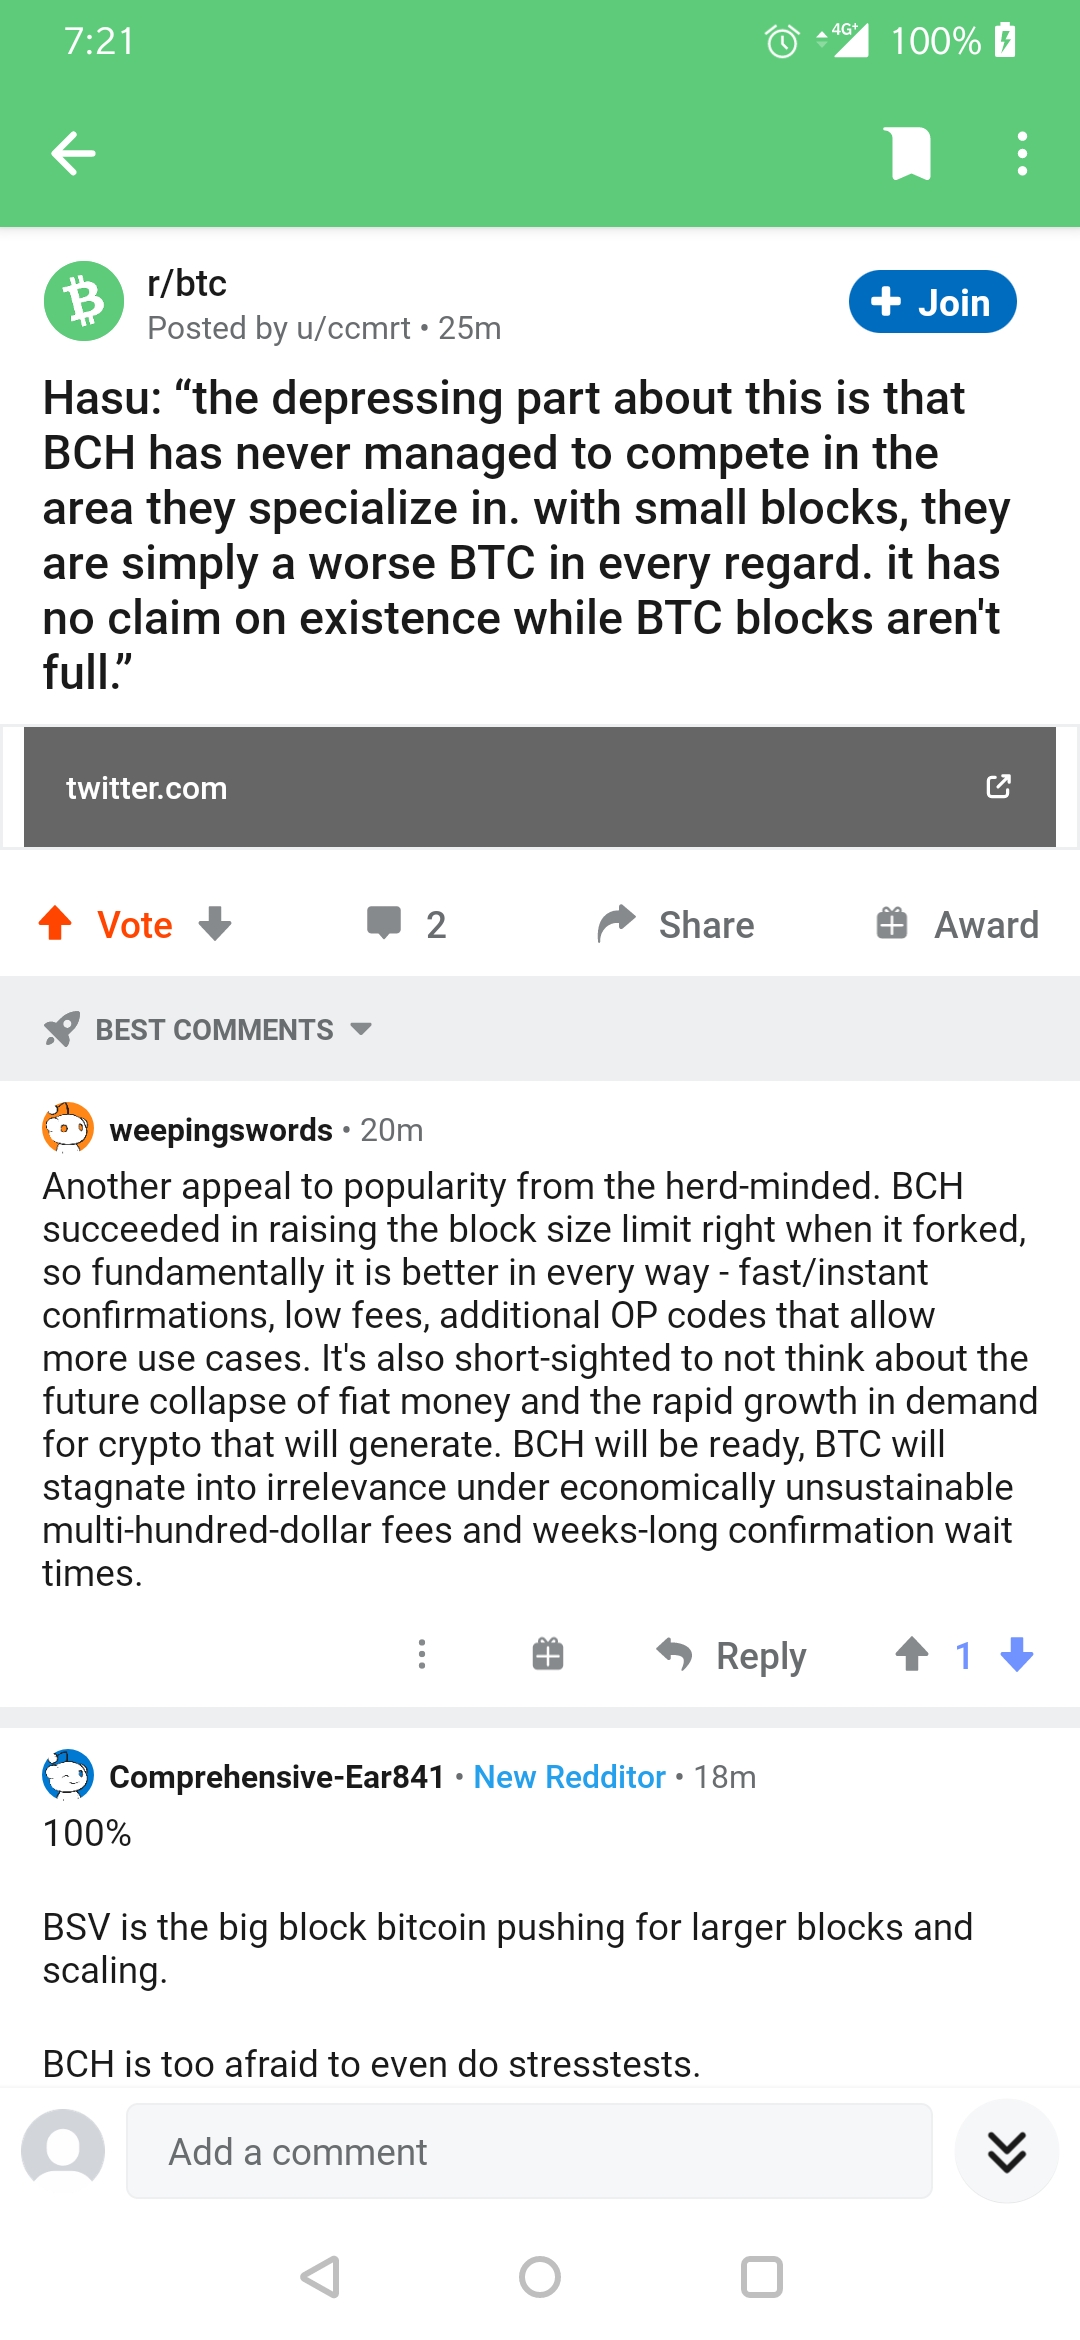 7:21
4G+ 100%
r/btc
Posted by u/ccmrt • 25m
Join
Hasu: “the depressing part about this is that
BCH has never managed to compete in the
area they specialize in. with small blocks, they
are simply a worse BTC in every regard. it has
no claim on existence while BTC blocks aren't
full.”
twitter.com
Vote
2
Share
Award
BEST COMMENTS
weepingswords • 20m
Another appeal to popularity from the herd-minded. BCH
succeeded in raising the block size limit right when it forked,
so fundamentally it is better in every way - fast/instant
confirmations, low fees, additional OP codes that allow
more use cases. It's also short-sighted to not think about the
future collapse of fiat money and the rapid growth in demand
for crypto that will generate. BCH will be ready, BTC will
stagnate into irrelevance under economically unsustainable
multi-hundred-dollar fees and weeks-long confirmation wait
times.
Reply
1
Comprehensive-Ear841 • New Redditor • 18m
100%
BSV is the big block bitcoin pushing for larger blocks and
scaling.
BCH is too afraid to even do stresstests.
Add a comment